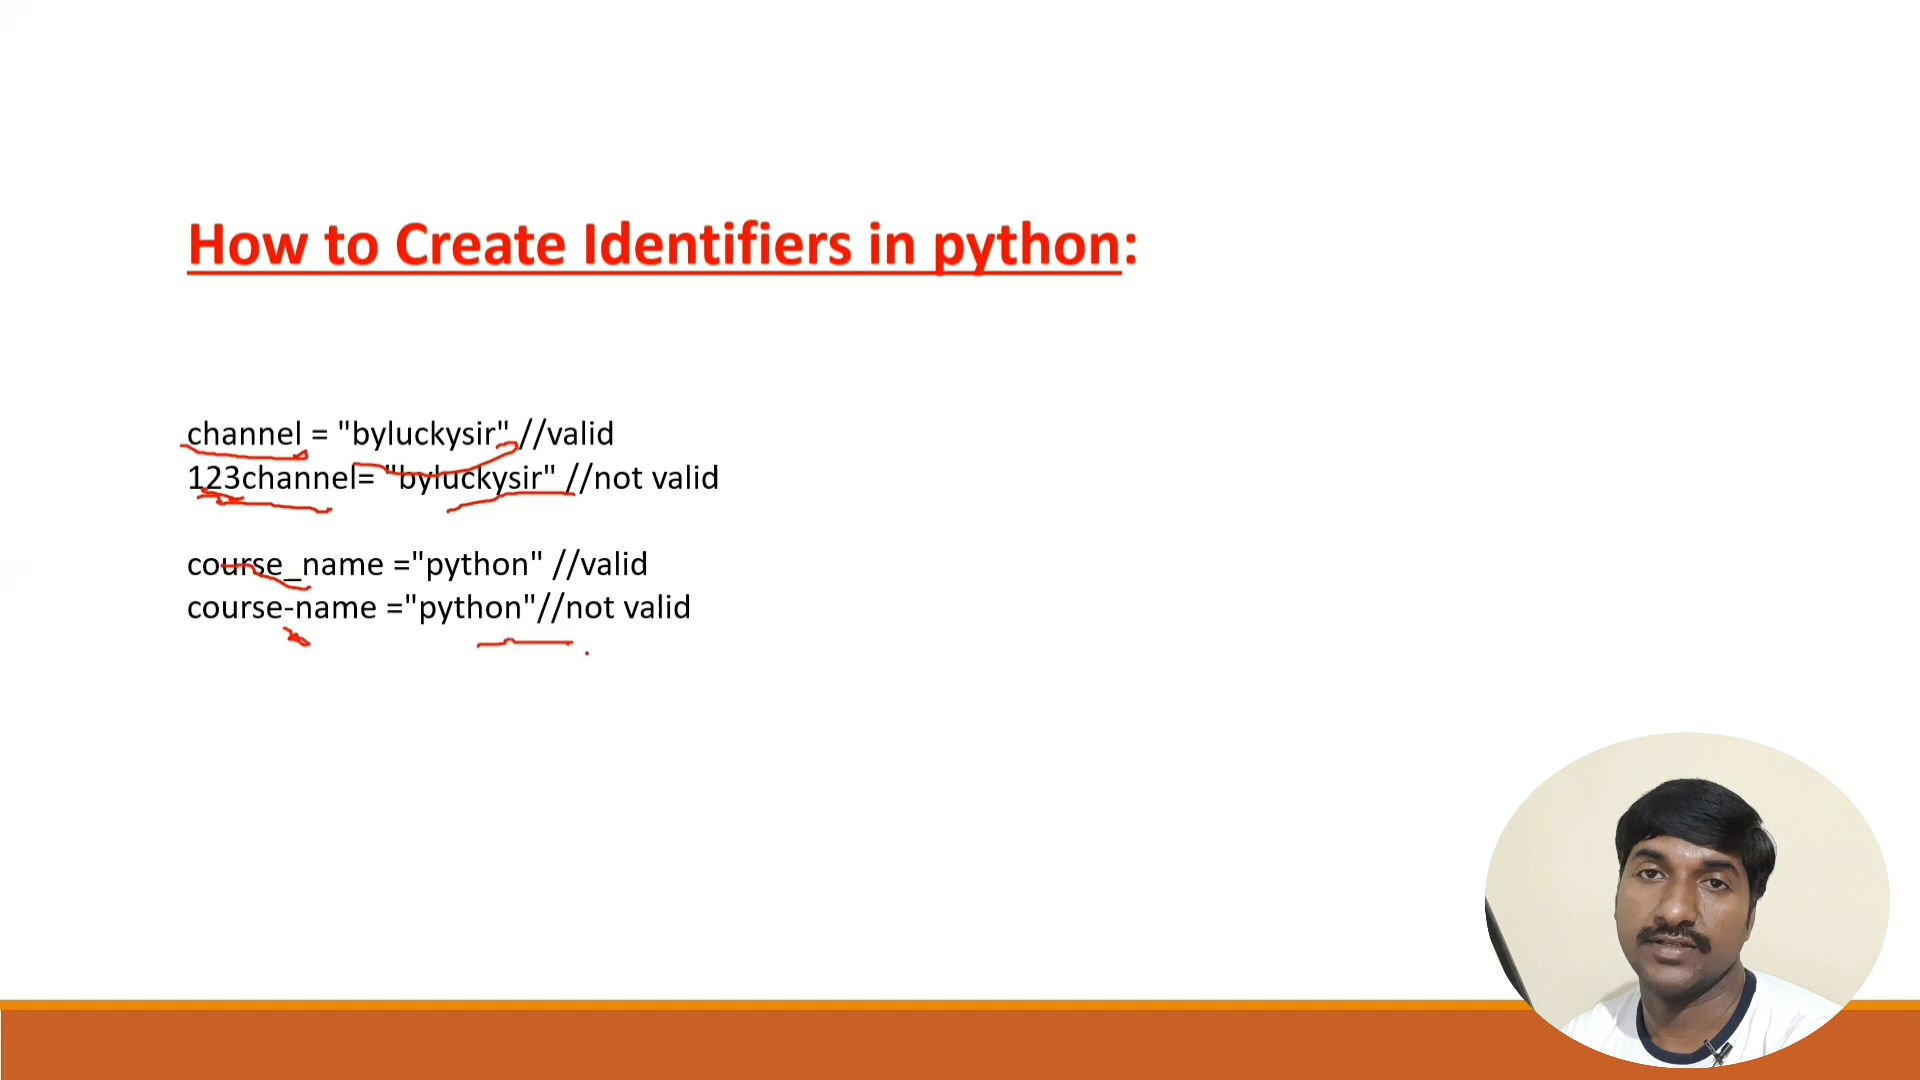 How to Create Identifiers in python:
channel = "byluckysir" //valid
123channel= "byluckysir" //not valid
course_name ="python" //valid
course-name ="python"//not valid